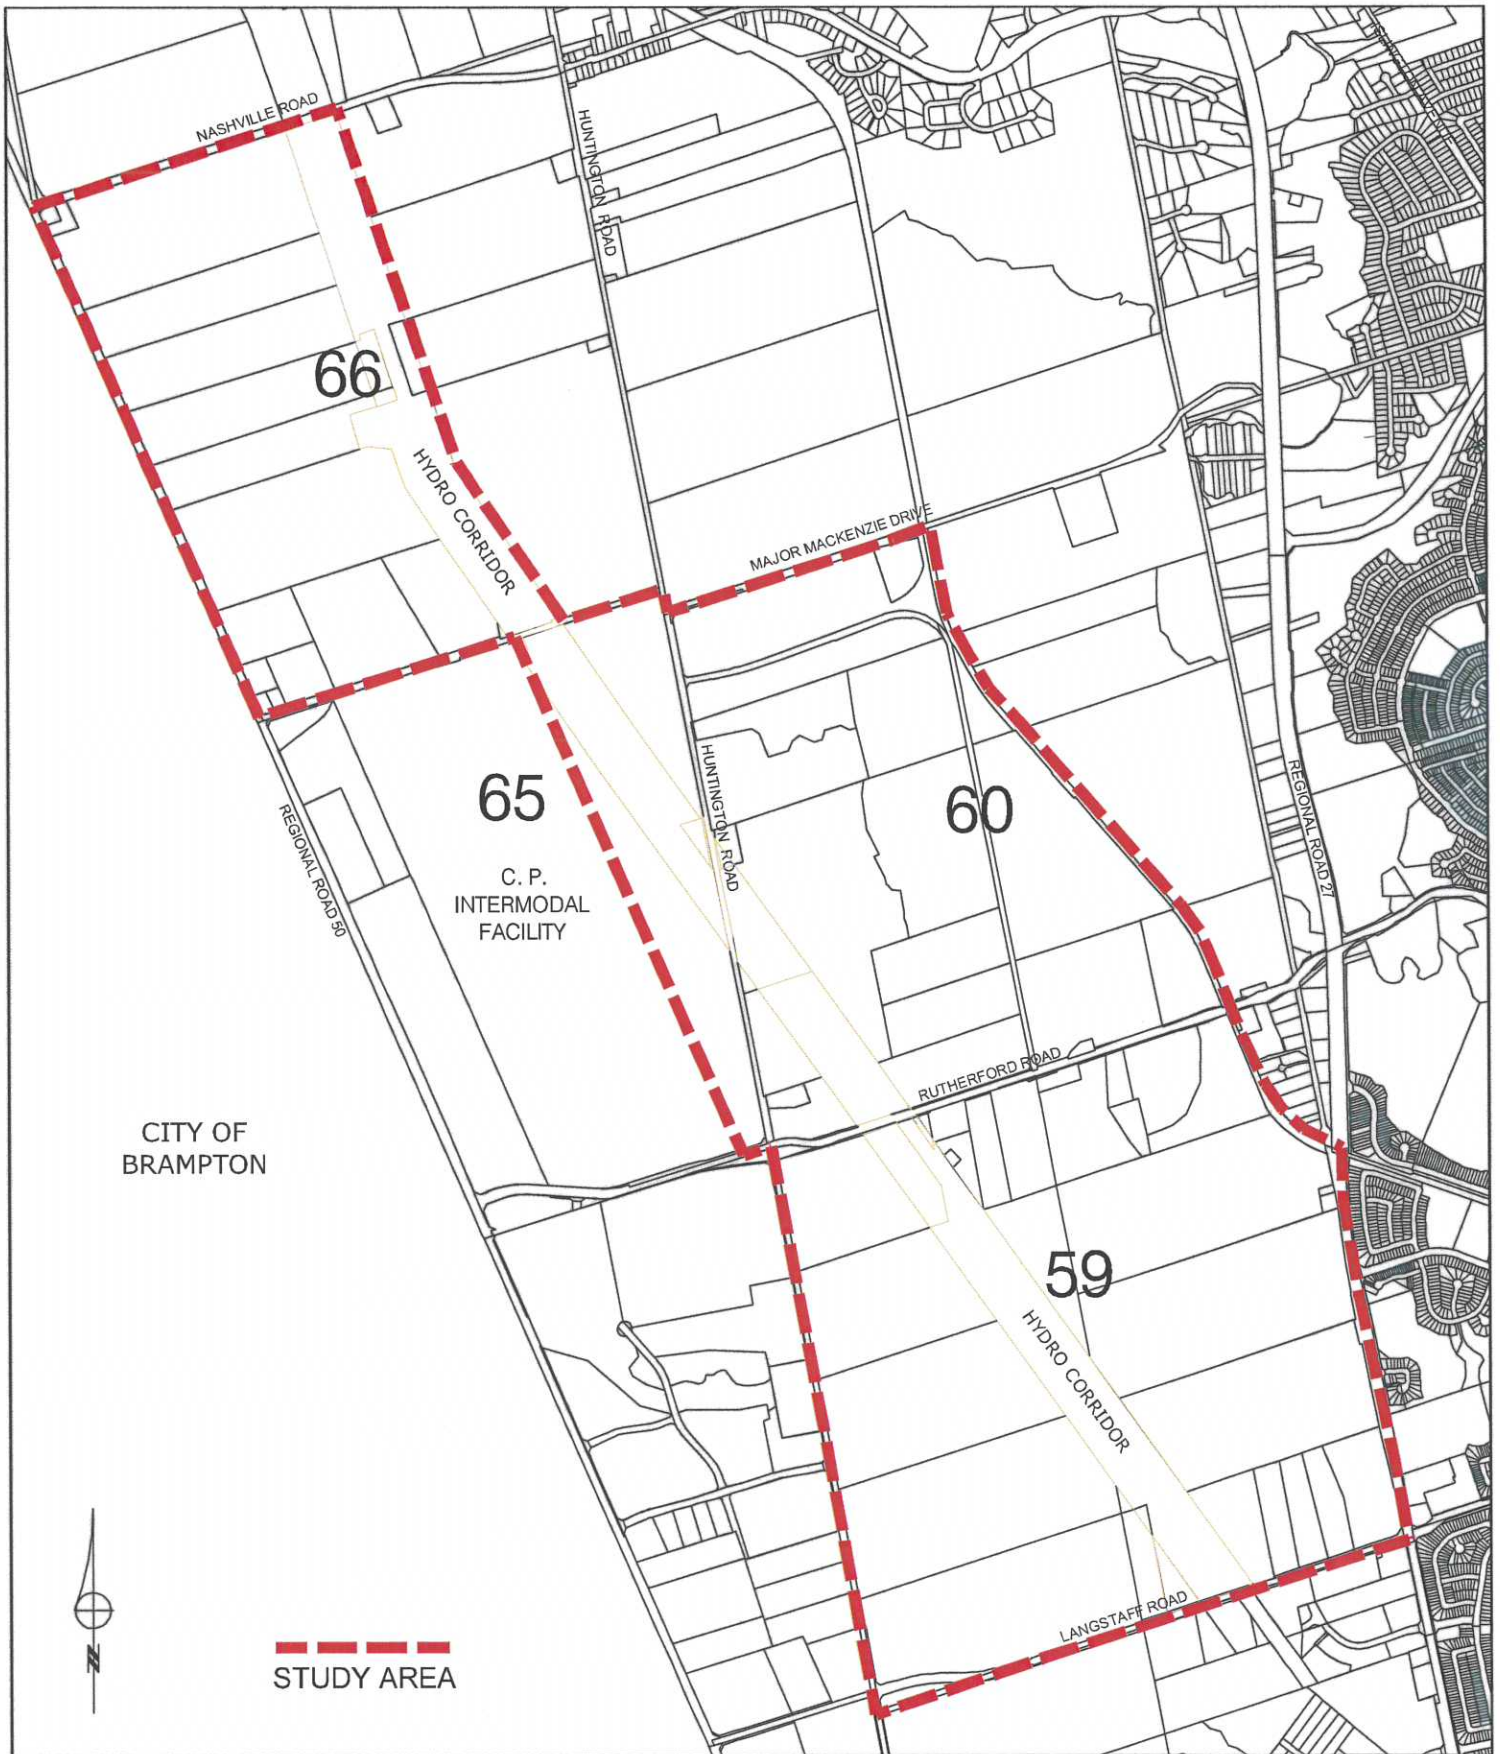 NASHVILLE ROAD
HUNTINGTON ROAD
66
HYDRO CORRIDOR
MAJOR MACKENZIE DRIVE
65
C. P.
INTERMODAL
FACILITY
REGIONAL ROAD 50
HUNTINGTON ROAD
60
REGIONAL ROAD 27
RUTHERFORD ROAD
CITY OF
BRAMPTON
59
HYDRO CORRIDOR
LANGSTAFF ROAD
N
STUDY AREA